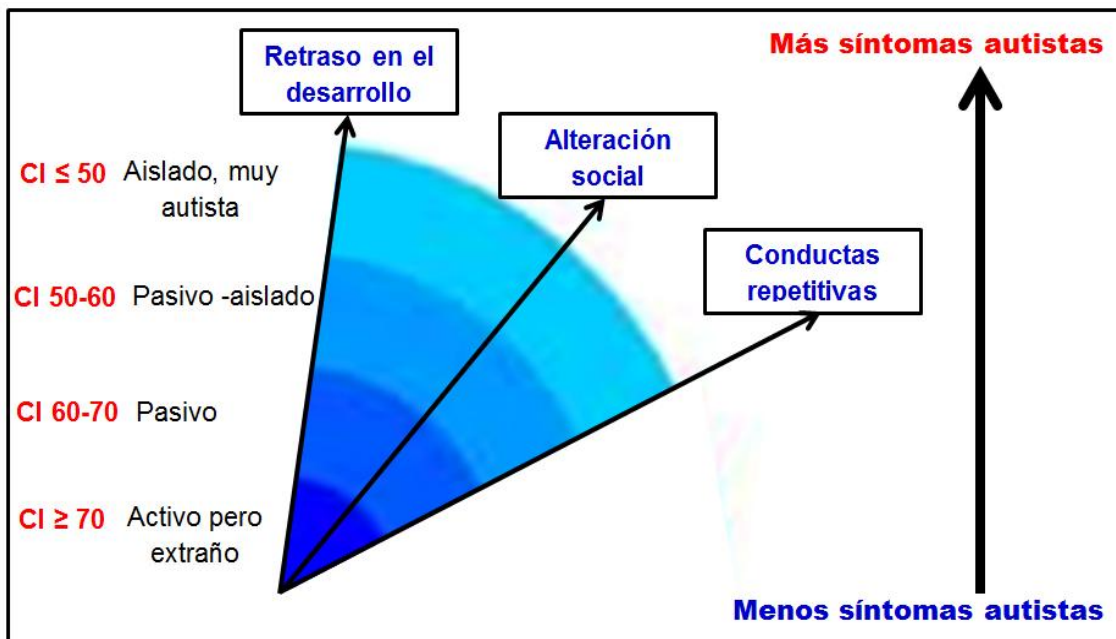 Más síntomas autistas
Retraso en el
desarrollo
Alteración
social
CI ≤ 50 Aislado, muy
autista
Conductas
repetitivas
CI 50-60 Pasivo -aislado
CI 60-70 Pasivo
CI ≥ 70 Activo pero
extraño
Menos síntomas autistas